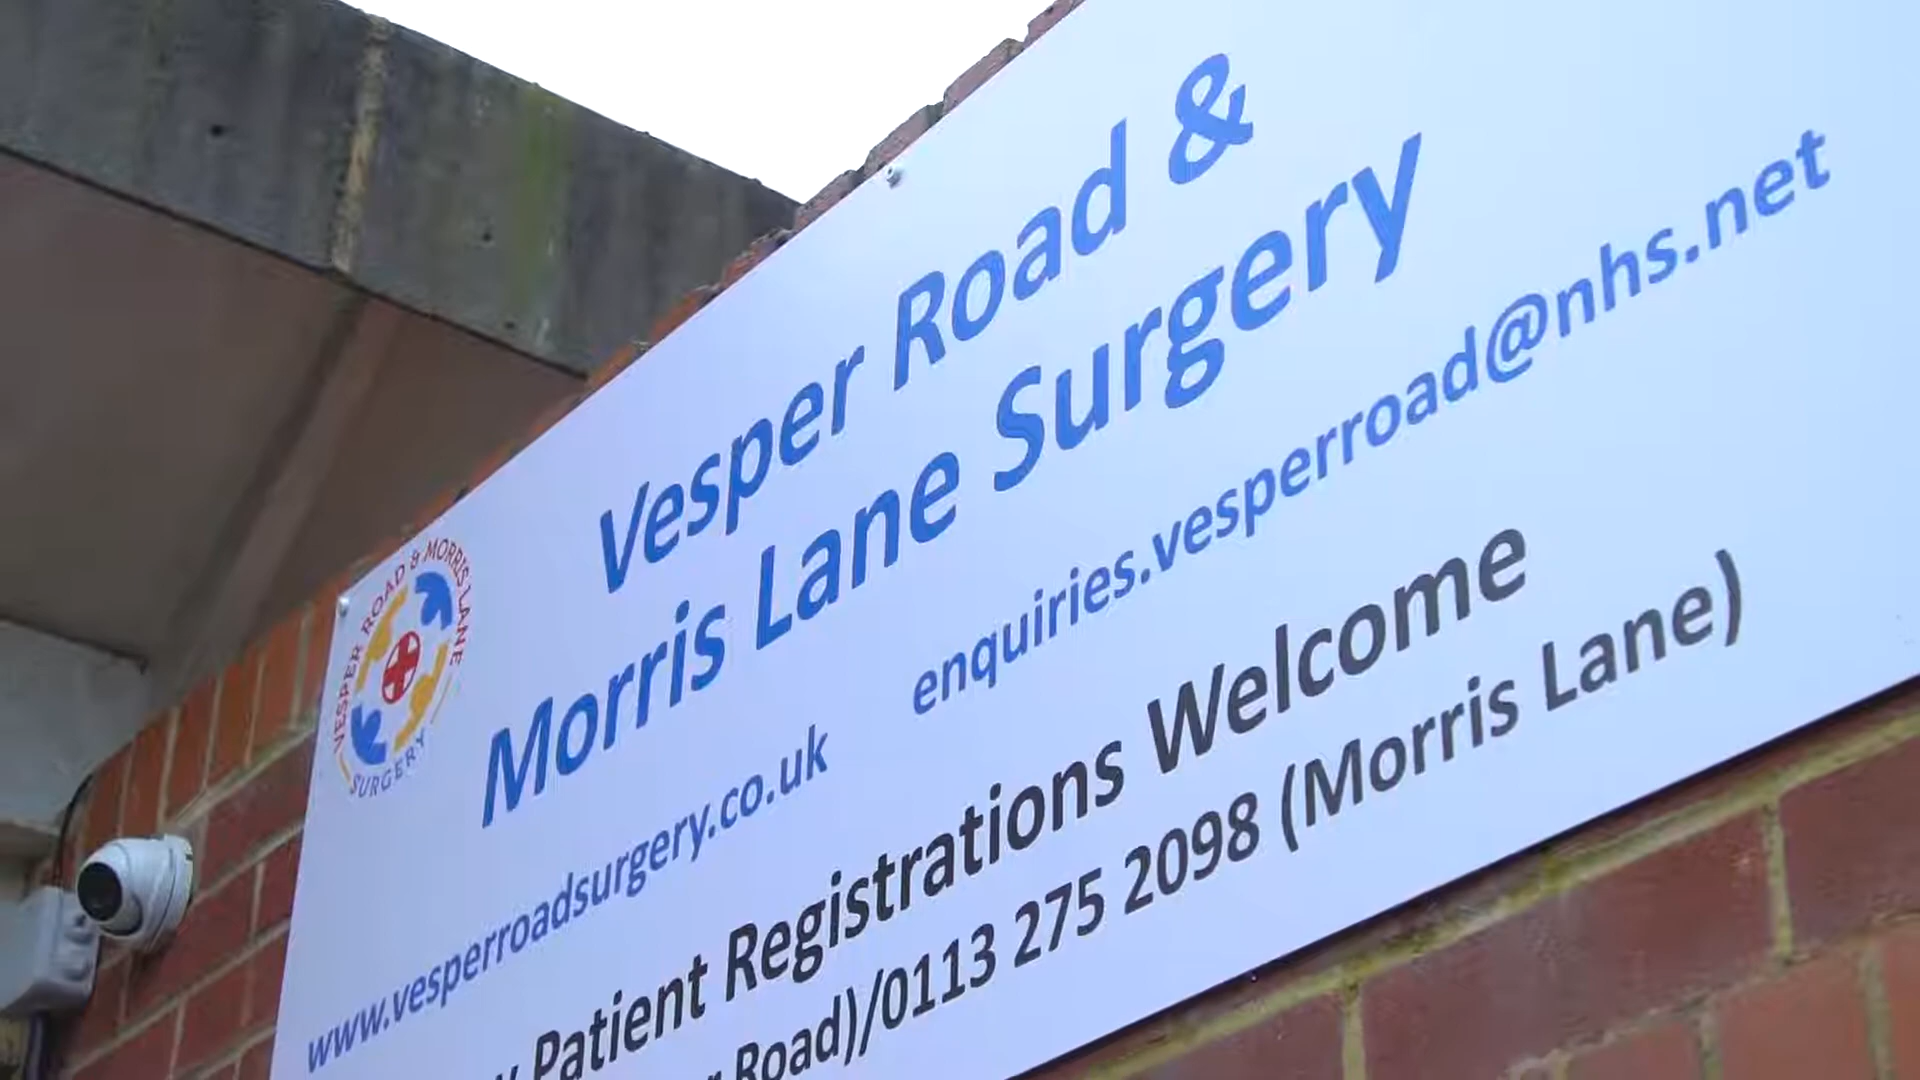 Vesper Road &
Morris Lane Surgery
www.vesperroadsurgery.co.uk enquiries.vesperroad@nhs.net
Patient Registrations Welcome
Road)/0113 275 2098 (Morris Lane)
VESPER ROAD & MORRIS LANE
SURGERY